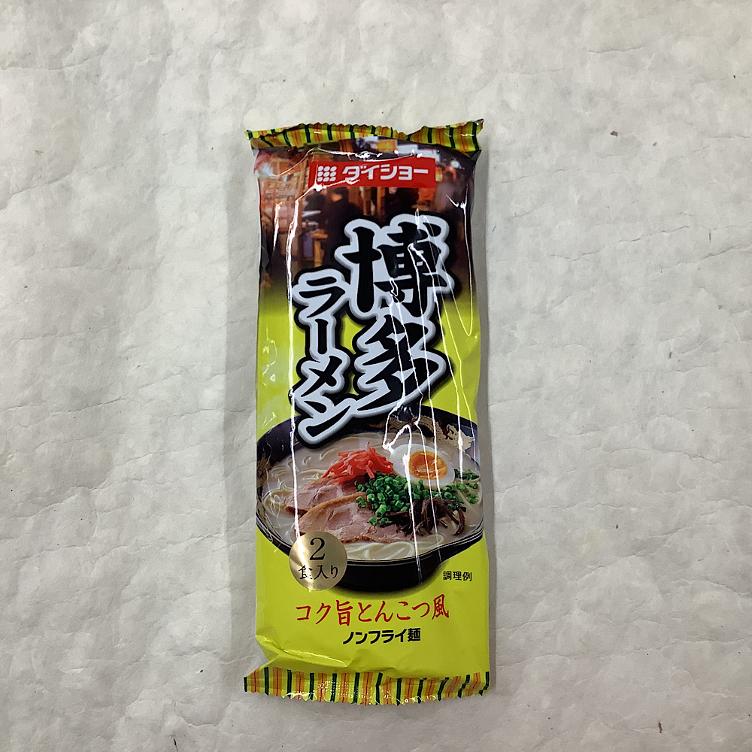 ダイショー
博多
ラーメン
2
食入り
調理例
コク旨とんこつ風
ノンフライ麺